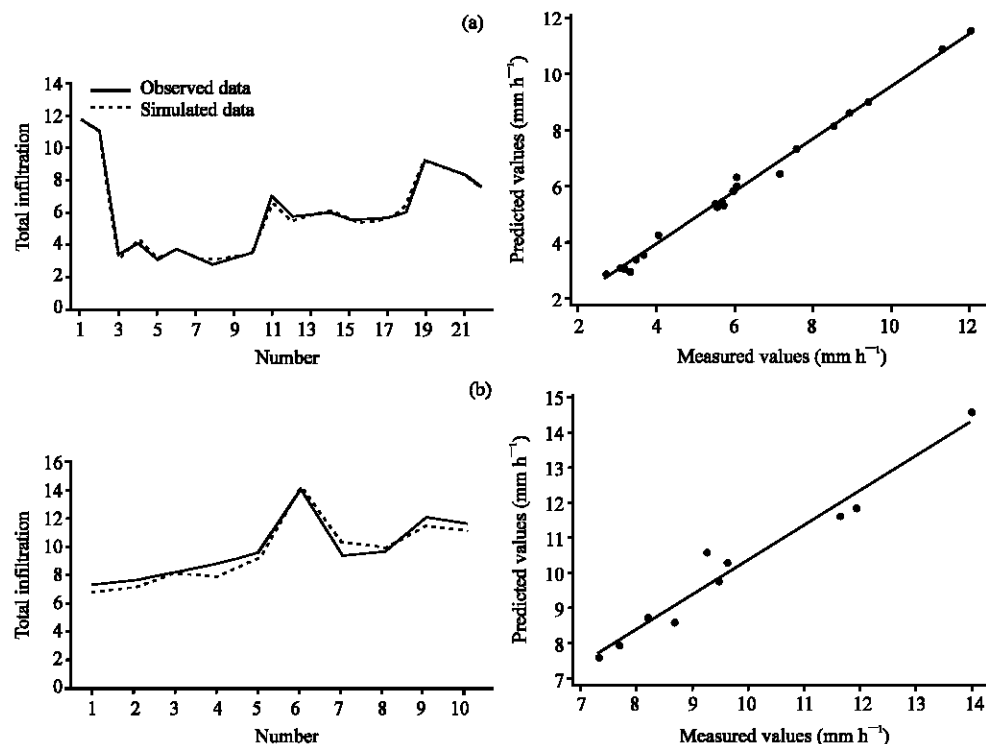 (a)
Observed data
Simulated data
Total infiltration
14
12
10
8
6
4
2
0
1 3 5 7 9 11 13 15 17 19 21
Number
Predicted values (mm h⁻¹)
12
10
8
6
4
2
2 4 6 8 10 12
Measured values (mm h⁻¹)
(b)
Total infiltration
16
14
12
10
8
6
4
2
0
1 2 3 4 5 6 7 8 9 10
Number
Predicted values (mm h⁻¹)
15
14
13
12
11
10
9
8
7
7 8 9 10 11 12 13 14
Measured values (mm h⁻¹)